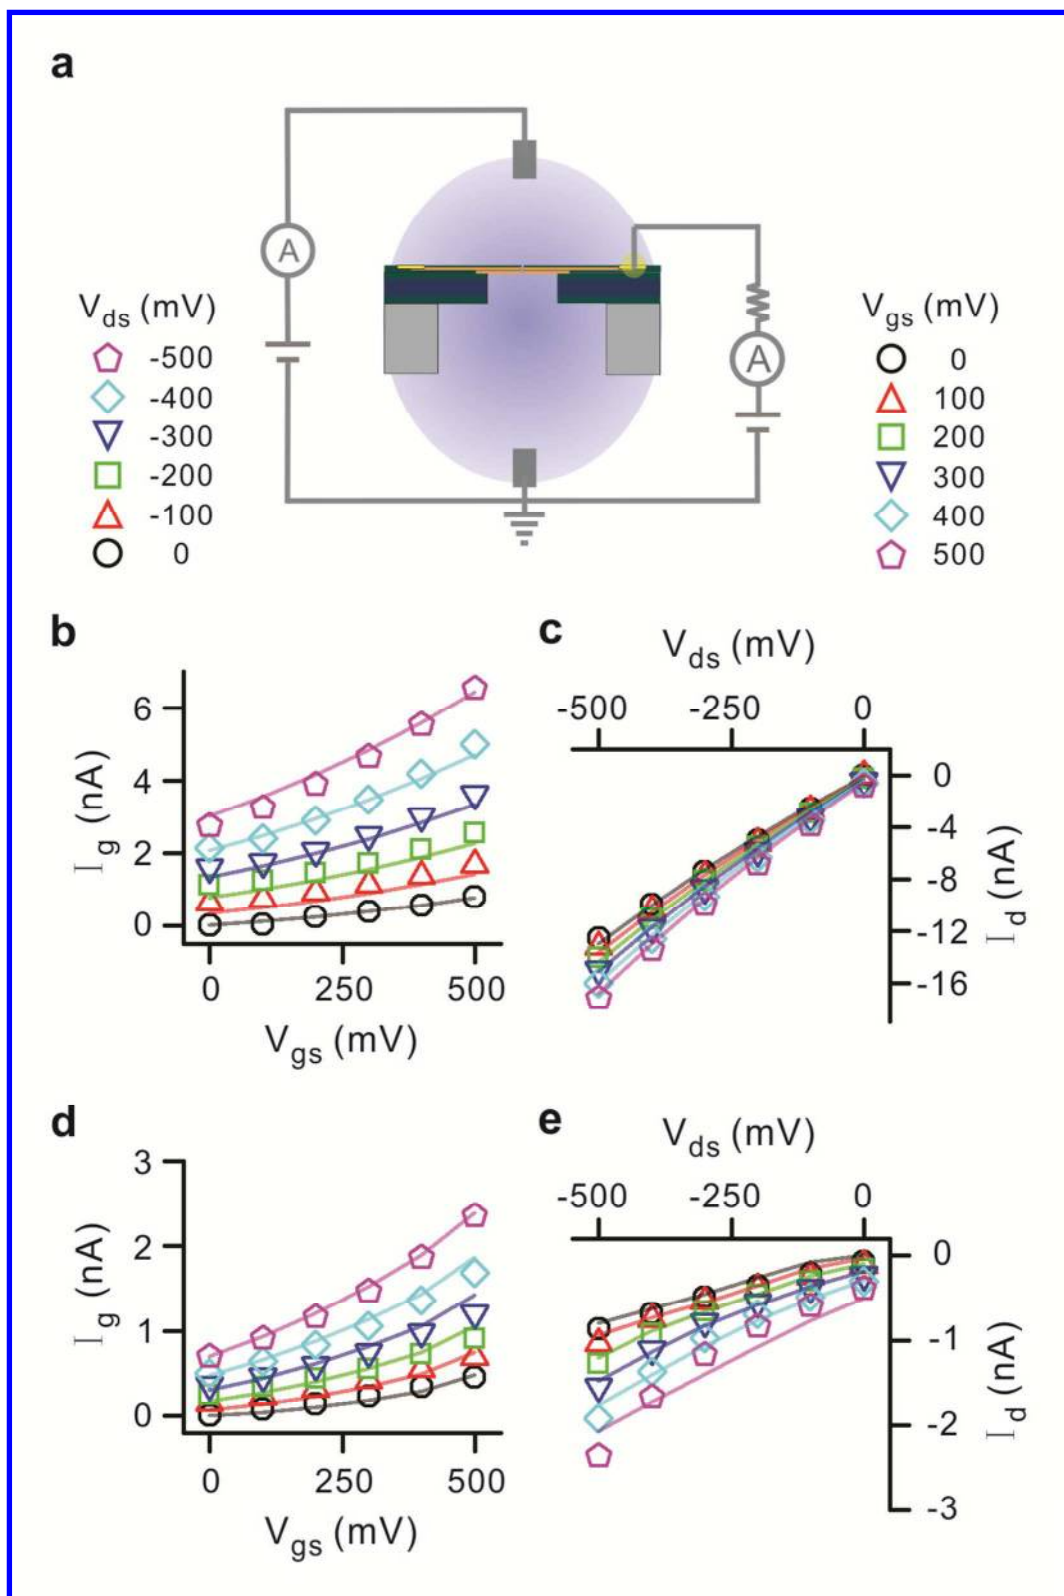 a
A
A
V_ds (mV)
-500
-400
-300
-200
-100
0
V_gs (mV)
0
100
200
300
400
500
b
I_g (nA)
6
4
2
0
0 250 500
V_gs (mV)
c
V_ds (mV)
-500 -250 0
0
-4
-8
-12
-16
I_d (nA)
d
I_g (nA)
3
2
1
0
0 250 500
V_gs (mV)
e
V_ds (mV)
-500 -250 0
0
-1
-2
-3
I_d (nA)